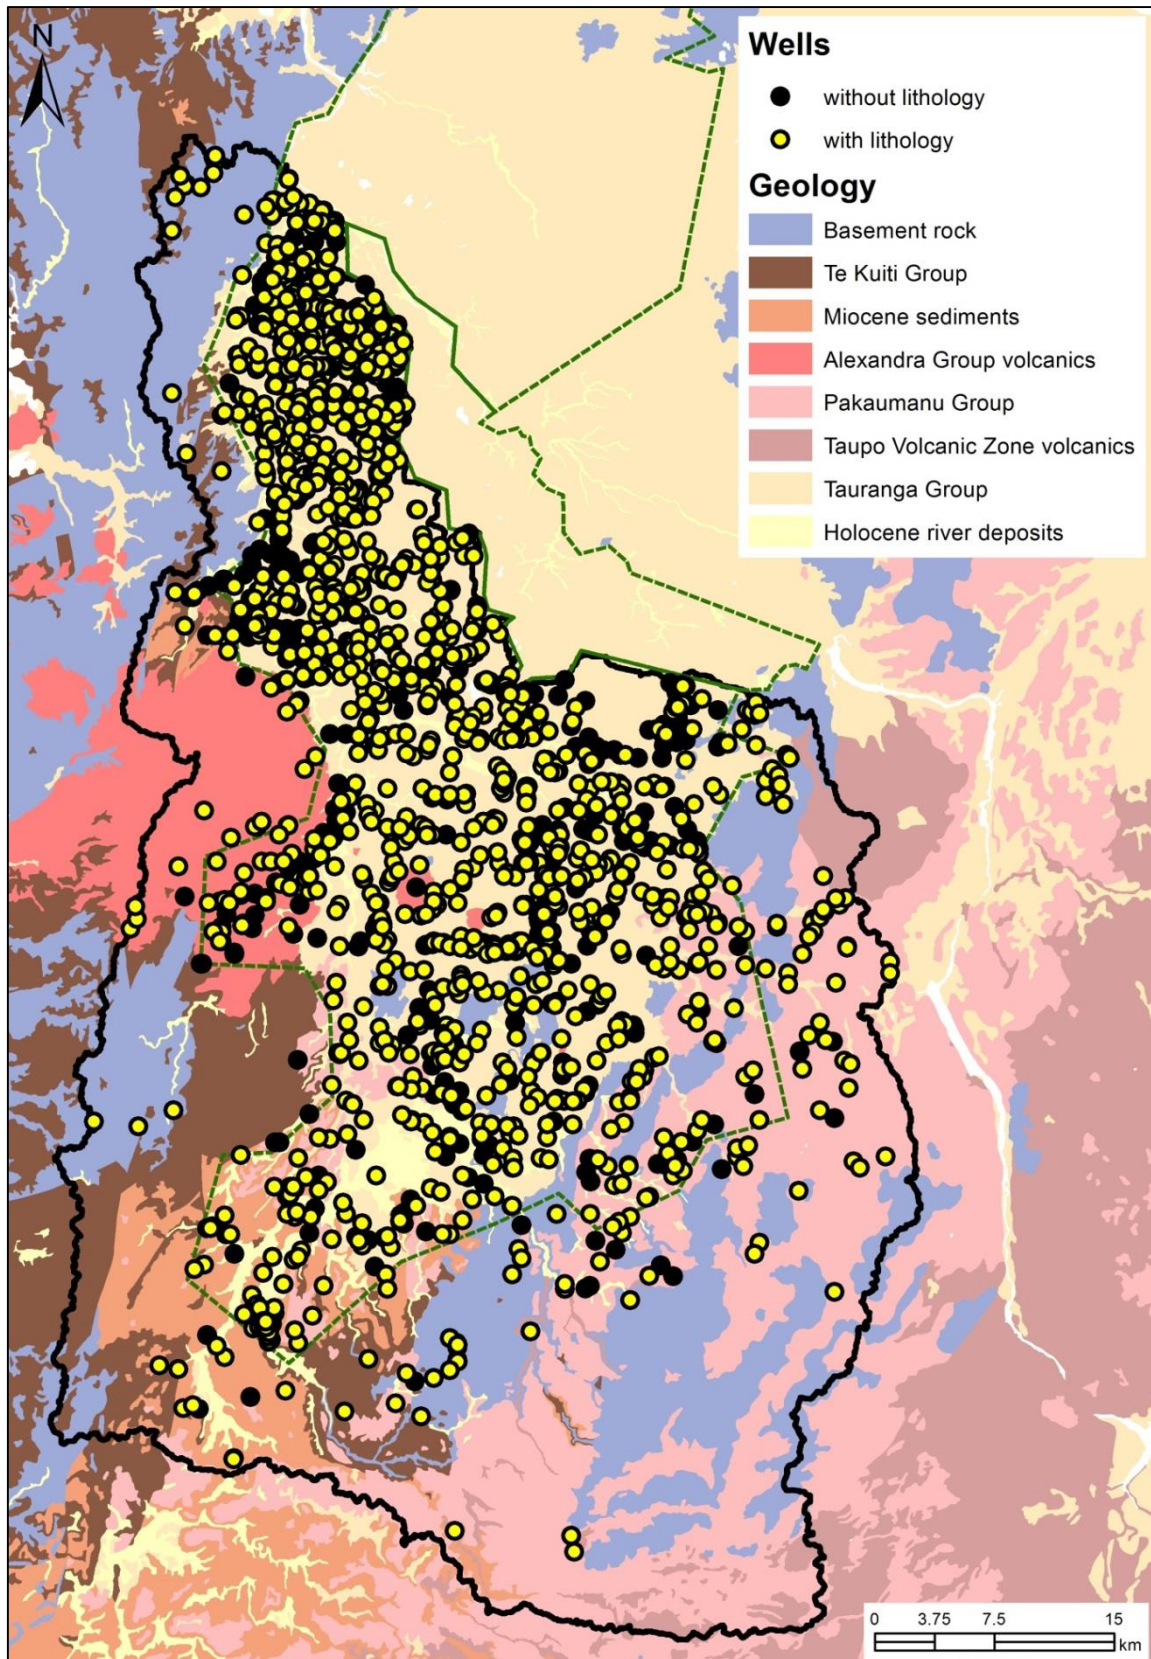 N
Wells
without lithology
with lithology
Geology
Basement rock
Te Kuiti Group
Miocene sediments
Alexandra Group volcanics
Pakaumanu Group
Taupo Volcanic Zone volcanics
Tauranga Group
Holocene river deposits
0 3.75 7.5 15
km